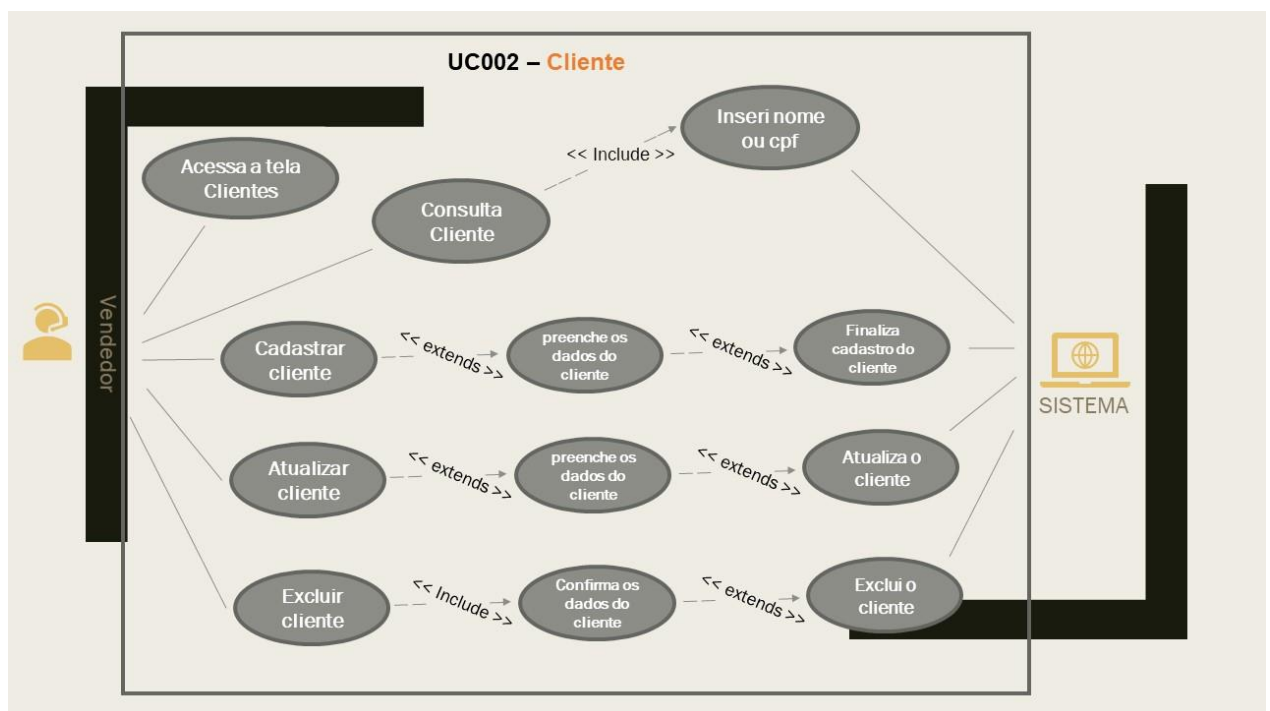 UC002 – Cliente
Inseri nome
ou cpf
<< Include >>
Acessa a tela
Clientes
Consulta
Cliente
Vendedor
Cadastrar
cliente
<< extends >>
preenche os
dados do
cliente
<< extends >>
Finaliza
cadastro do
cliente
SISTEMA
Atualizar
cliente
<< extends >>
preenche os
dados do
cliente
<< extends >>
Atualiza o
cliente
Excluir
cliente
<< Include >>
Confirma os
dados do
cliente
<< extends >>
Exclui o
cliente